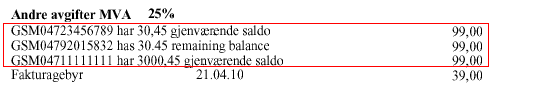 Andre avgifter MVA 25%
GSM04723456789 har 30,45 gjenværende saldo 99,00
GSM04792015832 has 30.45 remaining balance 99,00
GSM04711111111 har 3000,45 gjenværende saldo 99,00
Fakturagebyr 21.04.10 39,00